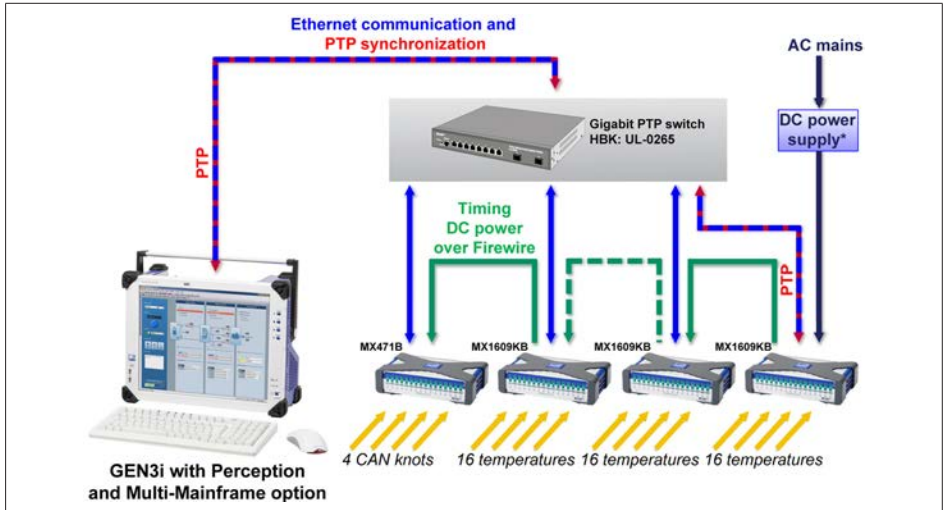 Ethernet communication and
PTP synchronization
AC mains
Gigabit PTP switch
HBK: UL-0265
DC power
supply*
PTP
Timing
DC power
over Firewire
PTP
MX471B
MX1609KB
MX1609KB
MX1609KB
4 CAN knots
16 temperatures
16 temperatures
16 temperatures
GEN3i with Perception
and Multi-Mainframe option